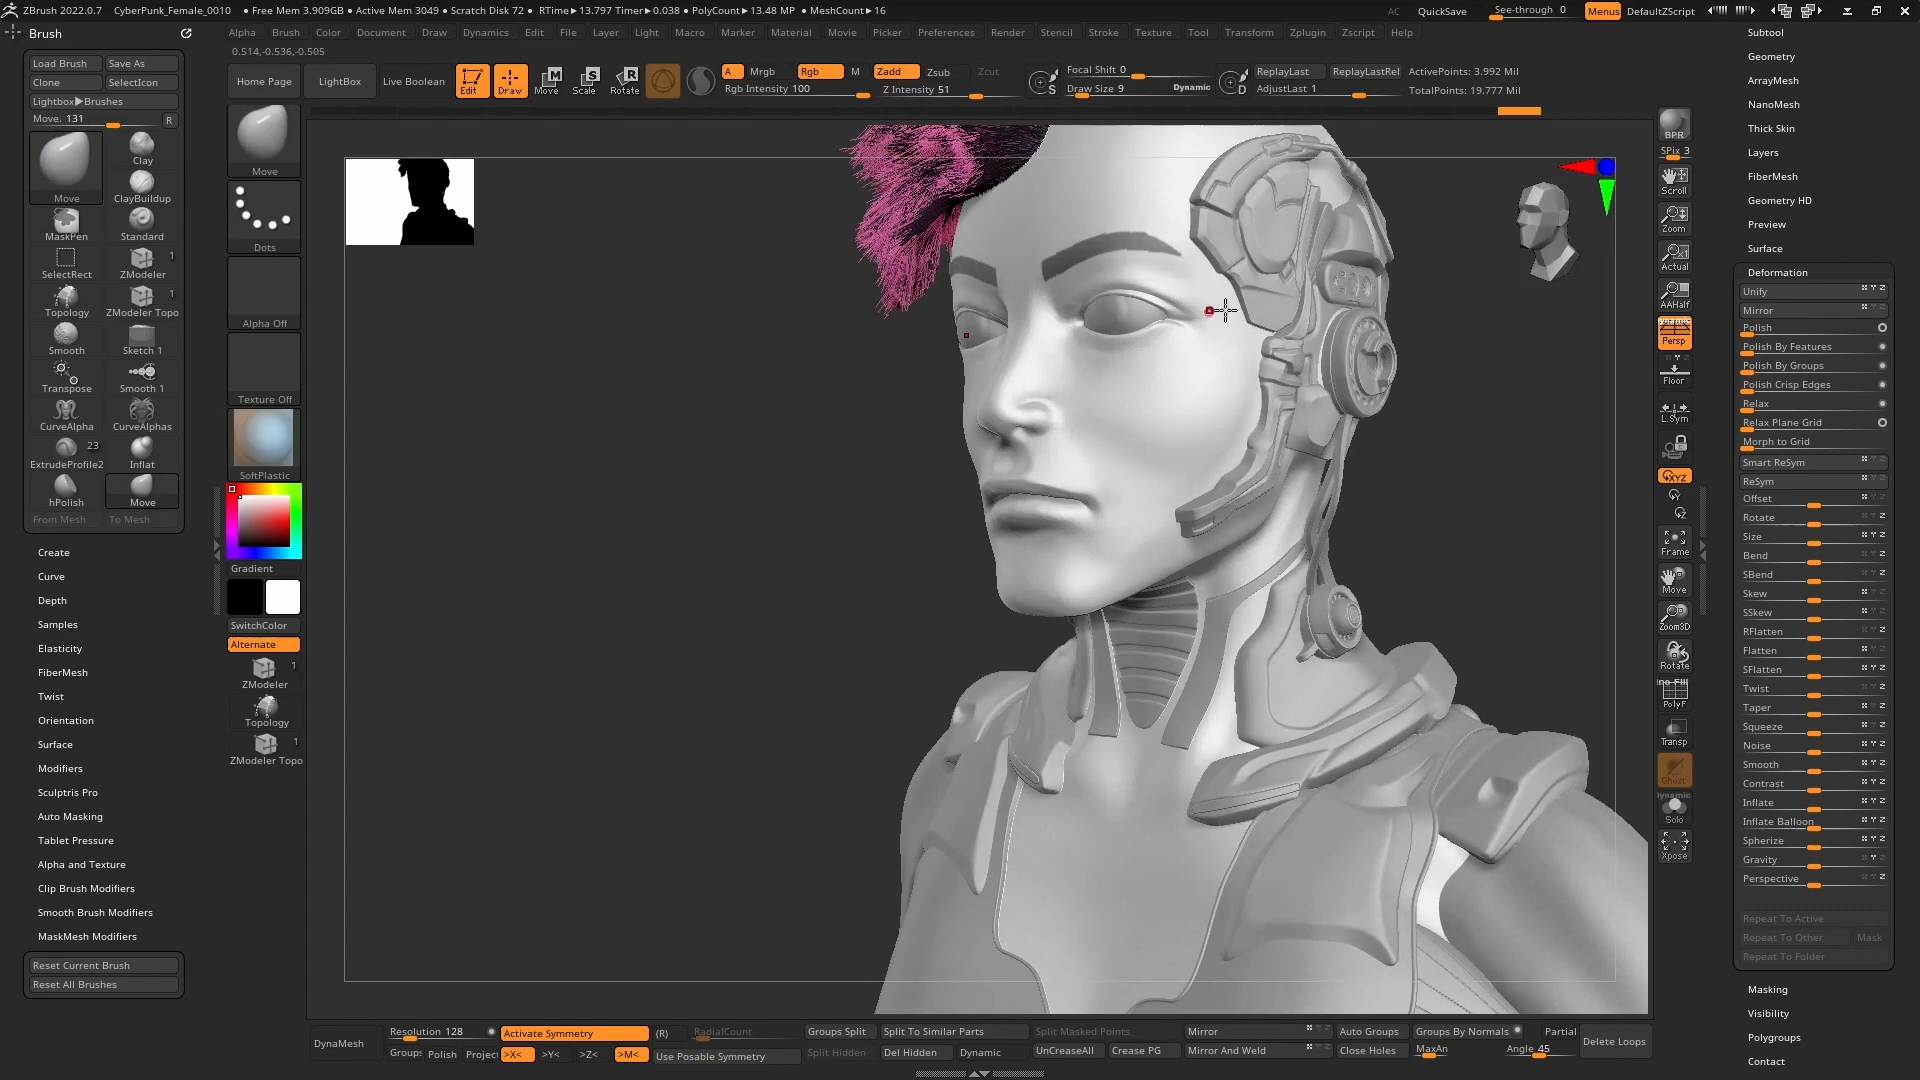 ZBrush 2022.0.7 CyberPunk_Female_0010 • Free Mem 3.909GB • Active Mem 3049 • Scratch Disk 72 • RTime►13.797 Timer►0.038 • PolyCount►13.48 MP • MeshCount►16 AC QuickSave See-through 0 Menus DefaultZScript
Brush
Alpha Brush Color Document Draw Dynamics Edit File Layer Light Macro Marker Material Movie Picker Preferences Render Stencil Stroke Texture Tool Transform Zplugin Zscript Help
0.514,-0.536,-0.505
Load Brush Save As
Clone SelectIcon
Lightbox►Brushes
Move. 131 R
Move
Clay
ClayBuildup
MaskPen Standard
SelectRect ZModeler 1
Topology ZModeler Topo 1
Smooth Sketch 1
Transpose Smooth 1
CurveAlpha CurveAlphas
ExtrudeProfile2 23 Inflat
hPolish Move
From Mesh To Mesh
Create
Curve
Depth
Samples
Elasticity
FiberMesh
Twist
Orientation
Surface
Modifiers
Sculptris Pro
Auto Masking
Tablet Pressure
Alpha and Texture
Clip Brush Modifiers
Smooth Brush Modifiers
MaskMesh Modifiers
Reset Current Brush
Reset All Brushes
Home Page LightBox Live Boolean Edit Draw Move Scale Rotate
A Mrgb Rgb M Zadd Zsub Zcut
Rgb Intensity 100 Z Intensity 51
S Focal Shift 0
Draw Size 9 Dynamic
D ReplayLast ReplayLastRel ActivePoints: 3.992 Mil
AdjustLast 1 TotalPoints: 19.777 Mil
Move
Dots
Alpha Off
Texture Off
SoftPlastic
Gradient
SwitchColor
Alternate
ZModeler 1
Topology
ZModeler Topo 1
BPR
SPix 3
Scroll
Zoom
Actual
AAHalf
Dynamic
Persp
Floor
L.Sym
XYZ
Y
Z
Frame
Move
Zoom3D
Rotate
PolyF
Transp
Ghost
Dynamic
Solo
Xpose
Subtool
Geometry
ArrayMesh
NanoMesh
Thick Skin
Layers
FiberMesh
Geometry HD
Preview
Surface
Deformation
Unify
Mirror
Polish
Polish By Features
Polish By Groups
Polish Crisp Edges
Relax
Relax Plane Grid
Morph to Grid
Smart ReSym
ReSym
Offset
Rotate
Size
Bend
SBend
Skew
SSkew
RFlatten
Flatten
SFlatten
Twist
Taper
Squeeze
Noise
Smooth
Contrast
Inflate
Inflate Balloon
Spherize
Gravity
Perspective
Repeat To Active
Repeat To Other Mask
Repeat To Folder
Masking
Visibility
Polygroups
Contact
DynaMesh
Resolution 128 Activate Symmetry (R) RadialCount Groups Split Split To Similar Parts Split Masked Points Mirror Auto Groups Groups By Normals Partial
Groups Polish Project >X< >Y< >Z< >M< Use Posable Symmetry Split Hidden Del Hidden Dynamic UnCreaseAll Crease PG Mirror And Weld Close Holes MaxAn Angle 45 Delete Loops